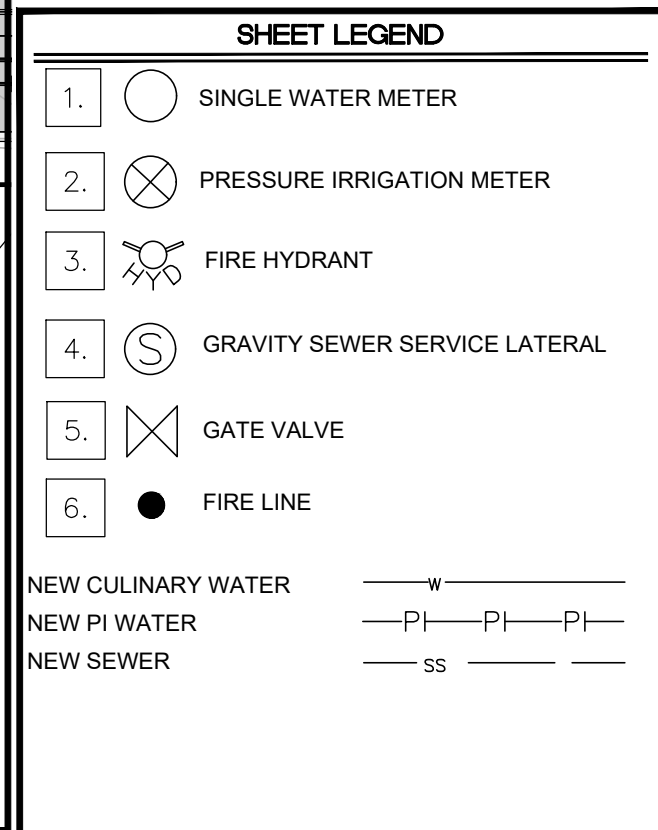 SHEET LEGEND
1. SINGLE WATER METER
2. PRESSURE IRRIGATION METER
3. HYD FIRE HYDRANT
4. S GRAVITY SEWER SERVICE LATERAL
5. GATE VALVE
6. FIRE LINE
NEW CULINARY WATER W
NEW PI WATER PI PI PI
NEW SEWER SS